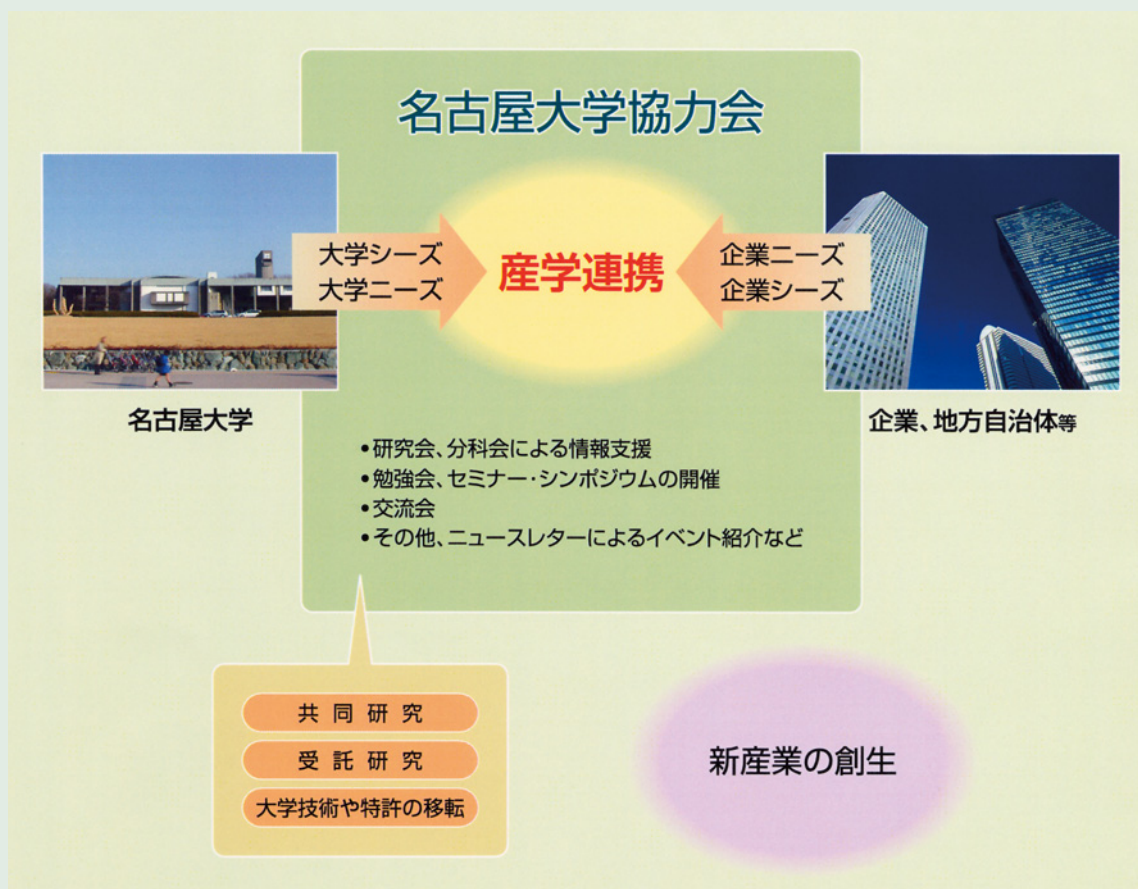 名古屋大学協力会
大学シーズ
大学ニーズ
産学連携
企業ニーズ
企業シーズ
名古屋大学
企業、地方自治体等
•研究会、分科会による情報支援
•勉強会、セミナー・シンポジウムの開催
•交流会
•その他、ニュースレターによるイベント紹介など
共同研究
受託研究
大学技術や特許の移転
新産業の創生